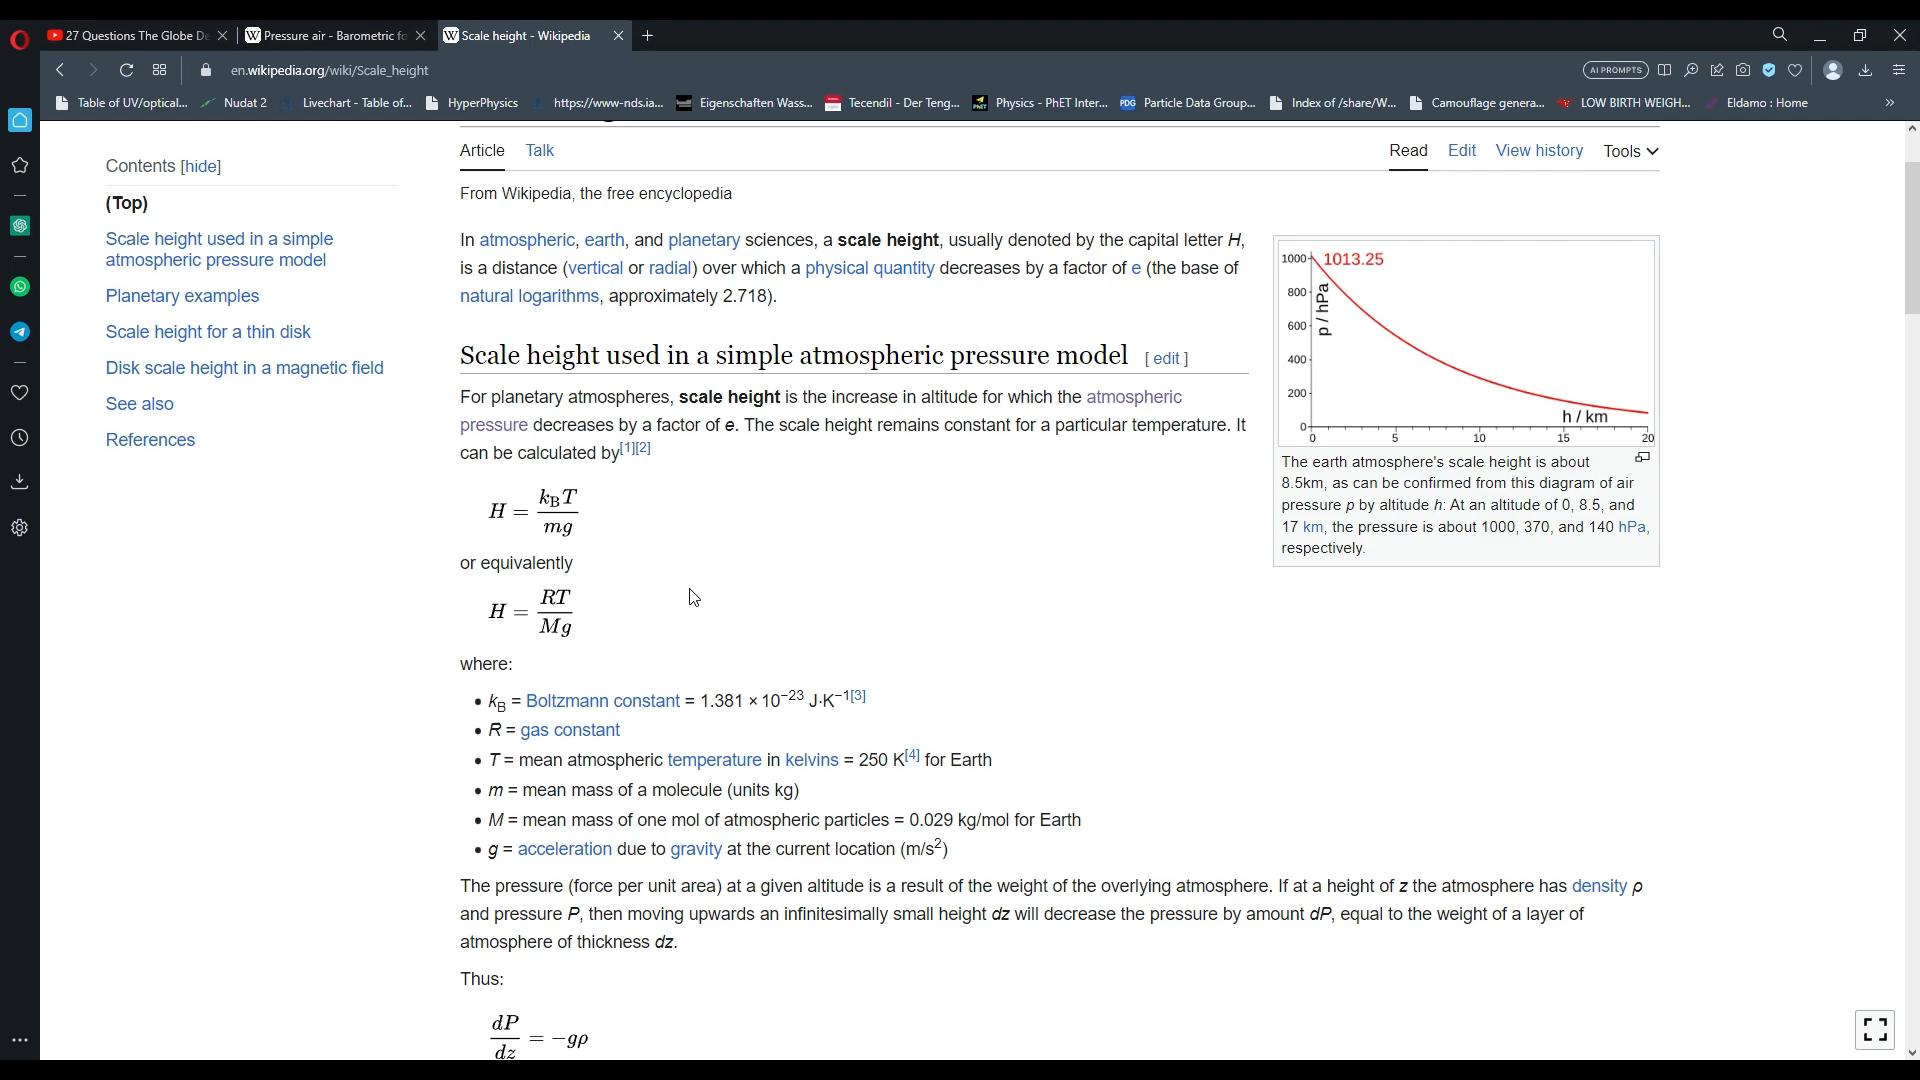 27 Questions The Globe De
Pressure air - Barometric fo
Scale height - Wikipedia
en.wikipedia.org/wiki/Scale_height
AI PROMPTS
Table of UV/optical...
Nudat 2
Livechart - Table of...
HyperPhysics
https://www-nds.ia...
Eigenschaften Wass...
Tecendil - Der Teng...
Physics - PhET Inter...
Particle Data Group...
Index of /share/W...
Camouflage genera...
LOW BIRTH WEIGH...
Eldamo : Home
Contents [hide]
(Top)
Scale height used in a simple
atmospheric pressure model
Planetary examples
Scale height for a thin disk
Disk scale height in a magnetic field
See also
References
Article Talk
Read Edit View history Tools
From Wikipedia, the free encyclopedia
In atmospheric, earth, and planetary sciences, a scale height, usually denoted by the capital letter H,
is a distance (vertical or radial) over which a physical quantity decreases by a factor of e (the base of
natural logarithms, approximately 2.718).
Scale height used in a simple atmospheric pressure model [ edit ]
For planetary atmospheres, scale height is the increase in altitude for which the atmospheric
pressure decreases by a factor of e. The scale height remains constant for a particular temperature. It
can be calculated by[1][2]
H = kBT / mg
or equivalently
H = RT / Mg
where:
• kB = Boltzmann constant = 1.381 × 10−23 J·K−1[3]
• R = gas constant
• T = mean atmospheric temperature in kelvins = 250 K[4] for Earth
• m = mean mass of a molecule (units kg)
• M = mean mass of one mol of atmospheric particles = 0.029 kg/mol for Earth
• g = acceleration due to gravity at the current location (m/s2)
The pressure (force per unit area) at a given altitude is a result of the weight of the overlying atmosphere. If at a height of z the atmosphere has density ρ
and pressure P, then moving upwards an infinitesimally small height dz will decrease the pressure by amount dP, equal to the weight of a layer of
atmosphere of thickness dz.
Thus:
dP / dz = −gρ
1000 1013.25
800
600
400
200
0
p / hPa
h / km
0 5 10 15 20
The earth atmosphere's scale height is about
8.5km, as can be confirmed from this diagram of air
pressure p by altitude h: At an altitude of 0, 8.5, and
17 km, the pressure is about 1000, 370, and 140 hPa,
respectively.